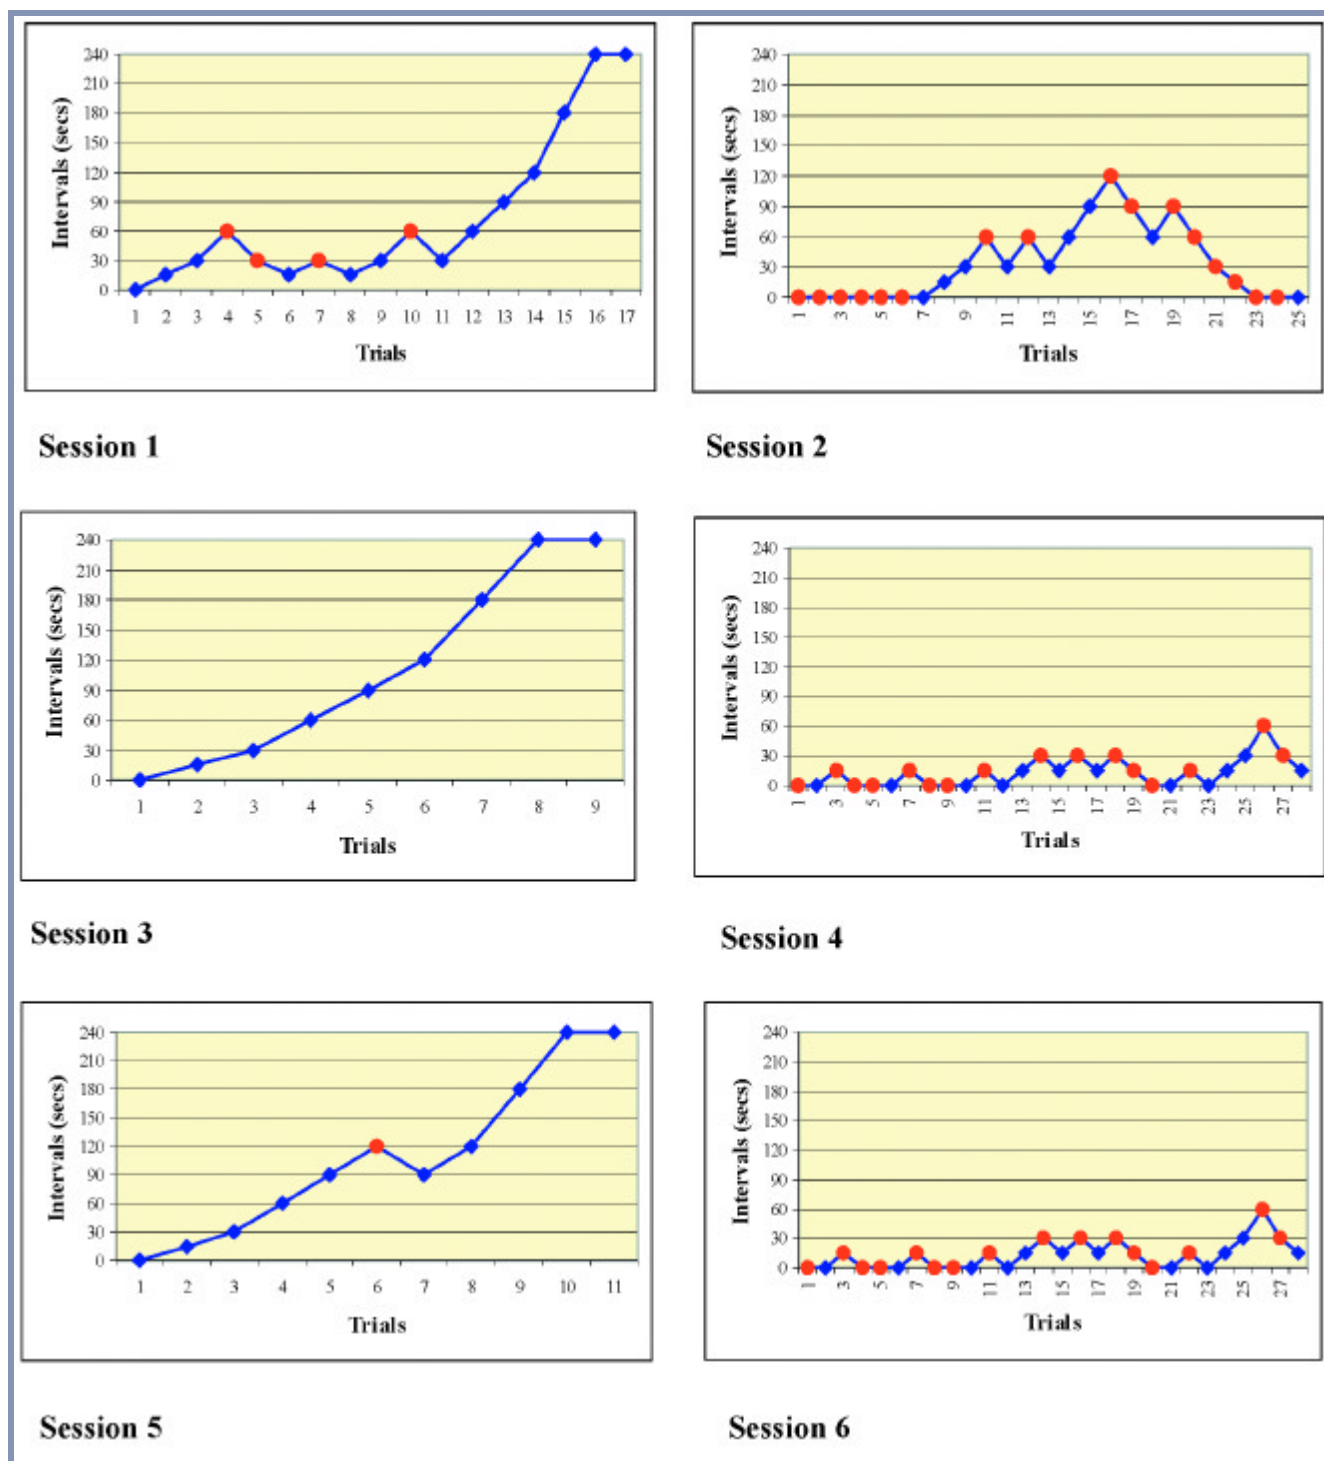 240
210
180
150
120
90
60
30
0
Intervals (secs)
1 2 3 4 5 6 7 8 9 10 11 12 13 14 15 16 17
Trials
Session 1
240
210
180
150
120
90
60
30
0
Intervals (secs)
1 3 5 7 9 11 13 15 17 19 21 23 25
Trials
Session 2
240
210
180
150
120
90
60
30
0
Intervals (secs)
1 2 3 4 5 6 7 8 9
Trials
Session 3
240
210
180
150
120
90
60
30
0
Intervals (secs)
1 3 5 7 9 11 13 15 17 19 21 23 25 27
Trials
Session 4
240
210
180
150
120
90
60
30
0
Intervals (secs)
1 2 3 4 5 6 7 8 9 10 11
Trials
Session 5
240
210
180
150
120
90
60
30
0
Intervals (secs)
1 3 5 7 9 11 13 15 17 19 21 23 25 27
Trials
Session 6